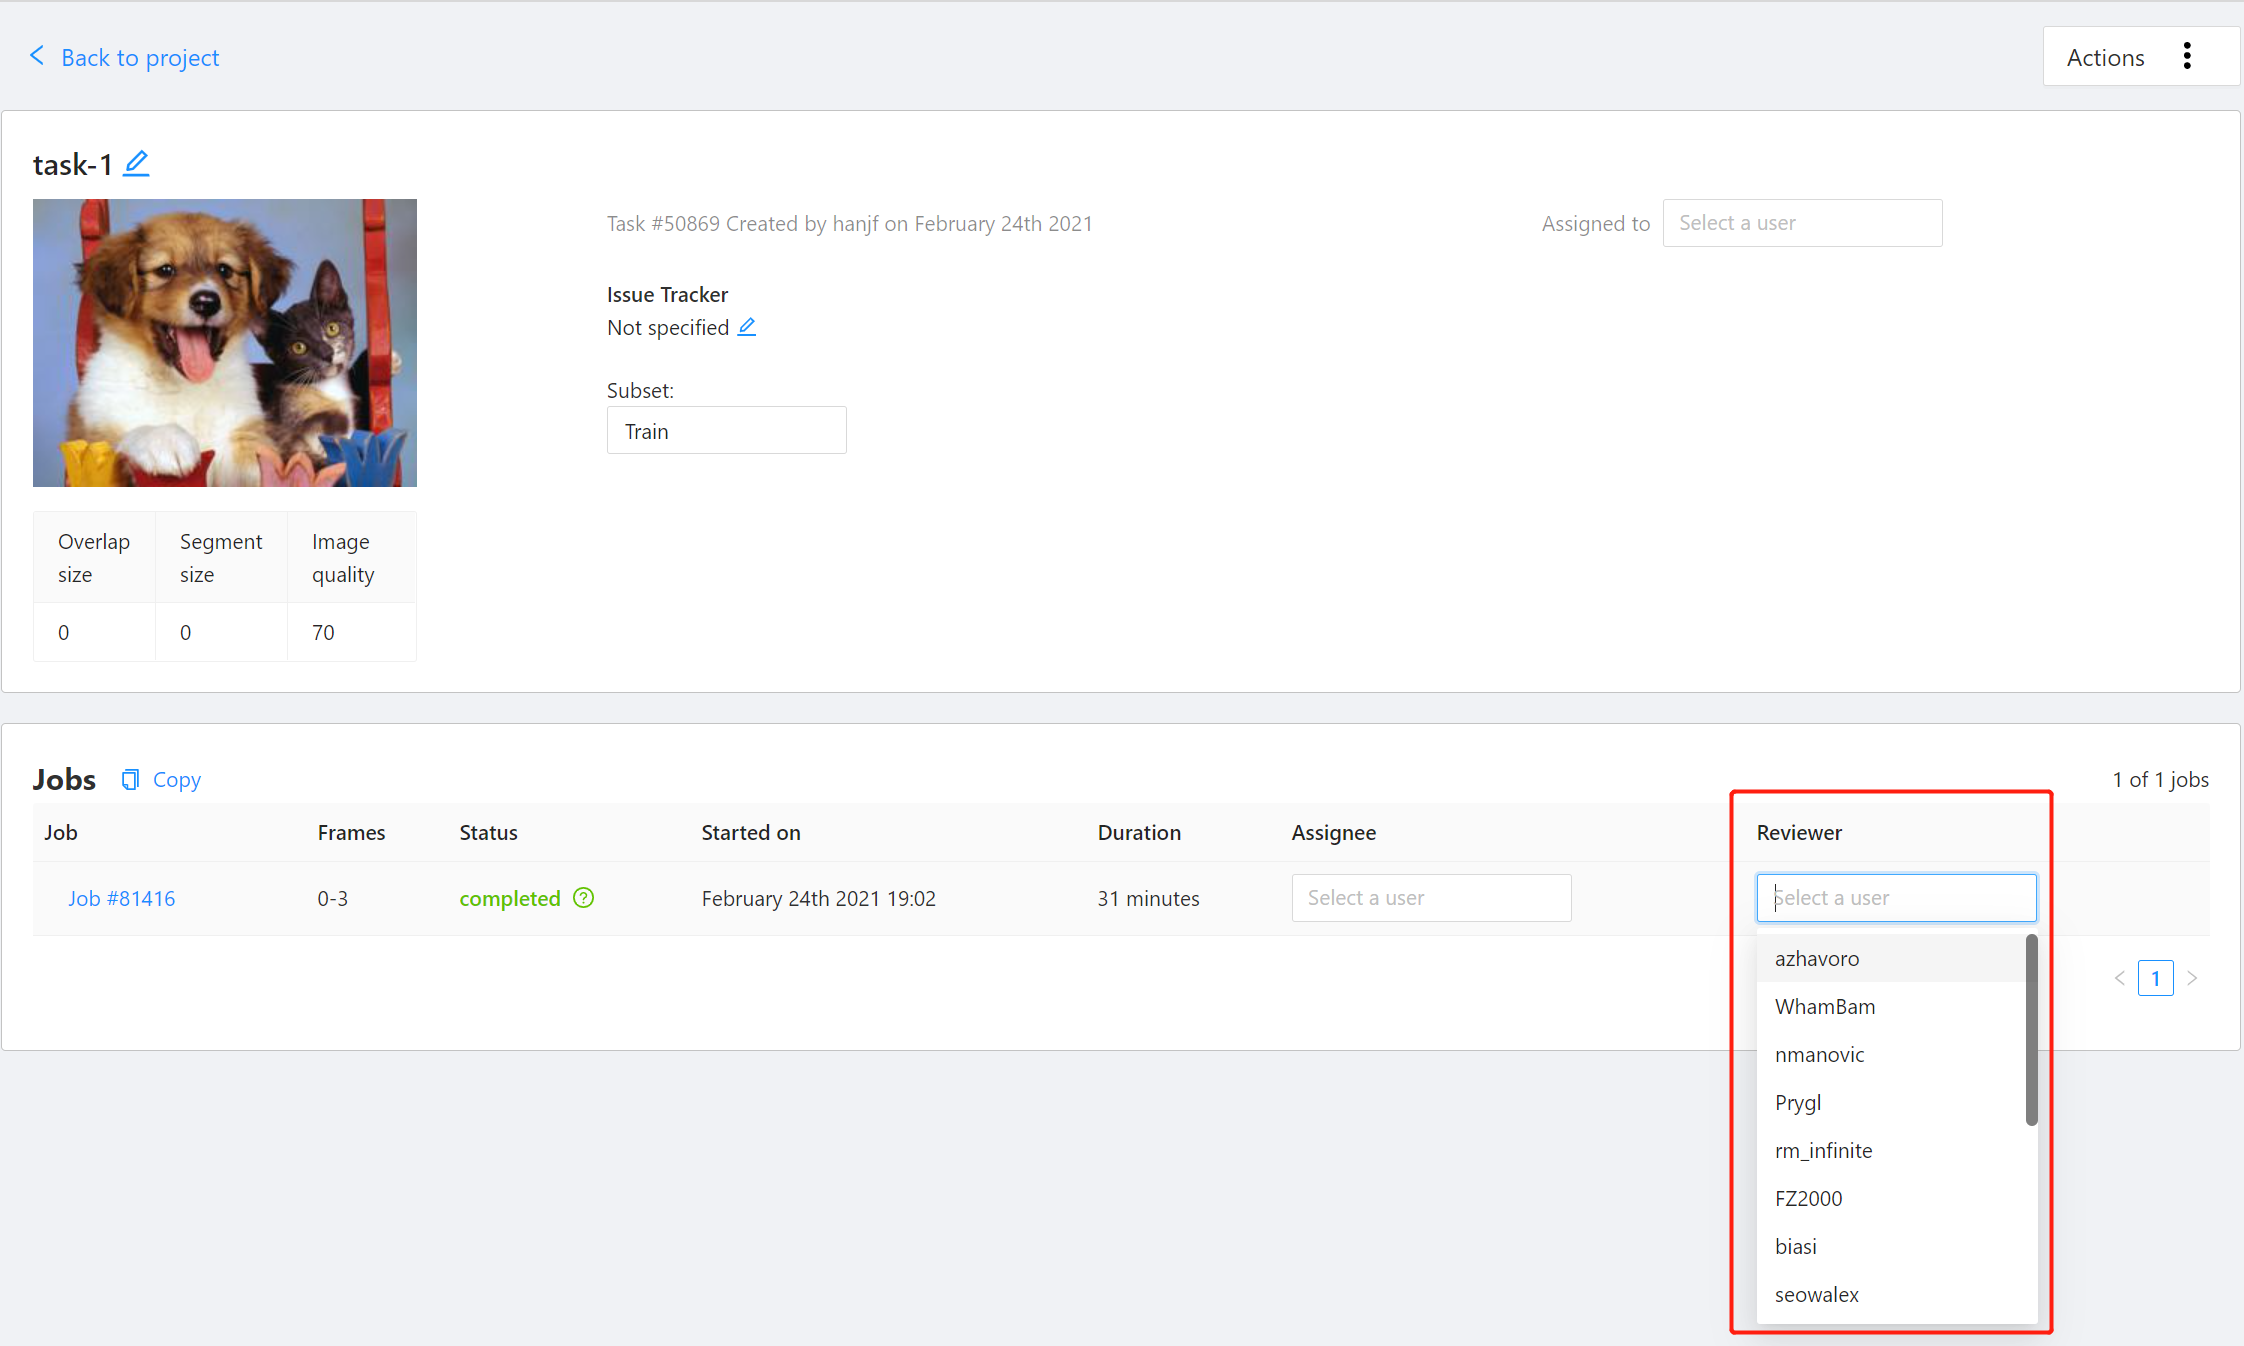 Back to project
Actions
task-1
Task #50869 Created by hanjf on February 24th 2021
Assigned to
Select a user
Issue Tracker
Not specified
Subset:
Train
Overlap size
Segment size
Image quality
0
0
70
Jobs
Copy
1 of 1 jobs
Job
Frames
Status
Started on
Duration
Assignee
Reviewer
Job #81416
0-3
completed
February 24th 2021 19:02
31 minutes
Select a user
Select a user
azhavoro
WhamBam
nmanovic
Prygl
rm_infinite
FZ2000
biasi
seowalex
1